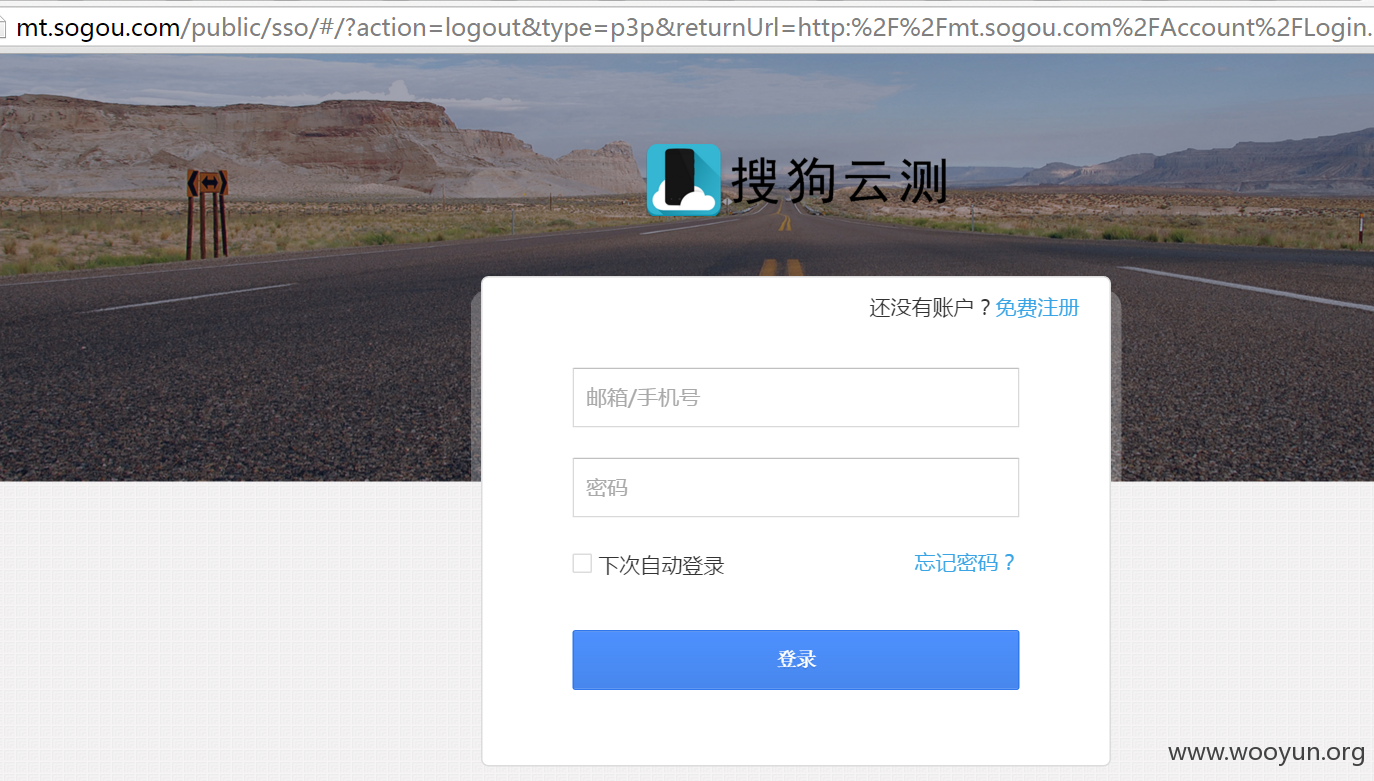 mt.sogou.com/public/sso/#/?action=logout&type=p3p&returnUrl=http:%2F%2Fmt.sogou.com%2FAccount%2FLogin.
搜狗云测
还没有账户？免费注册
邮箱/手机号
密码
下次自动登录 忘记密码？
登录
www.wooyun.org